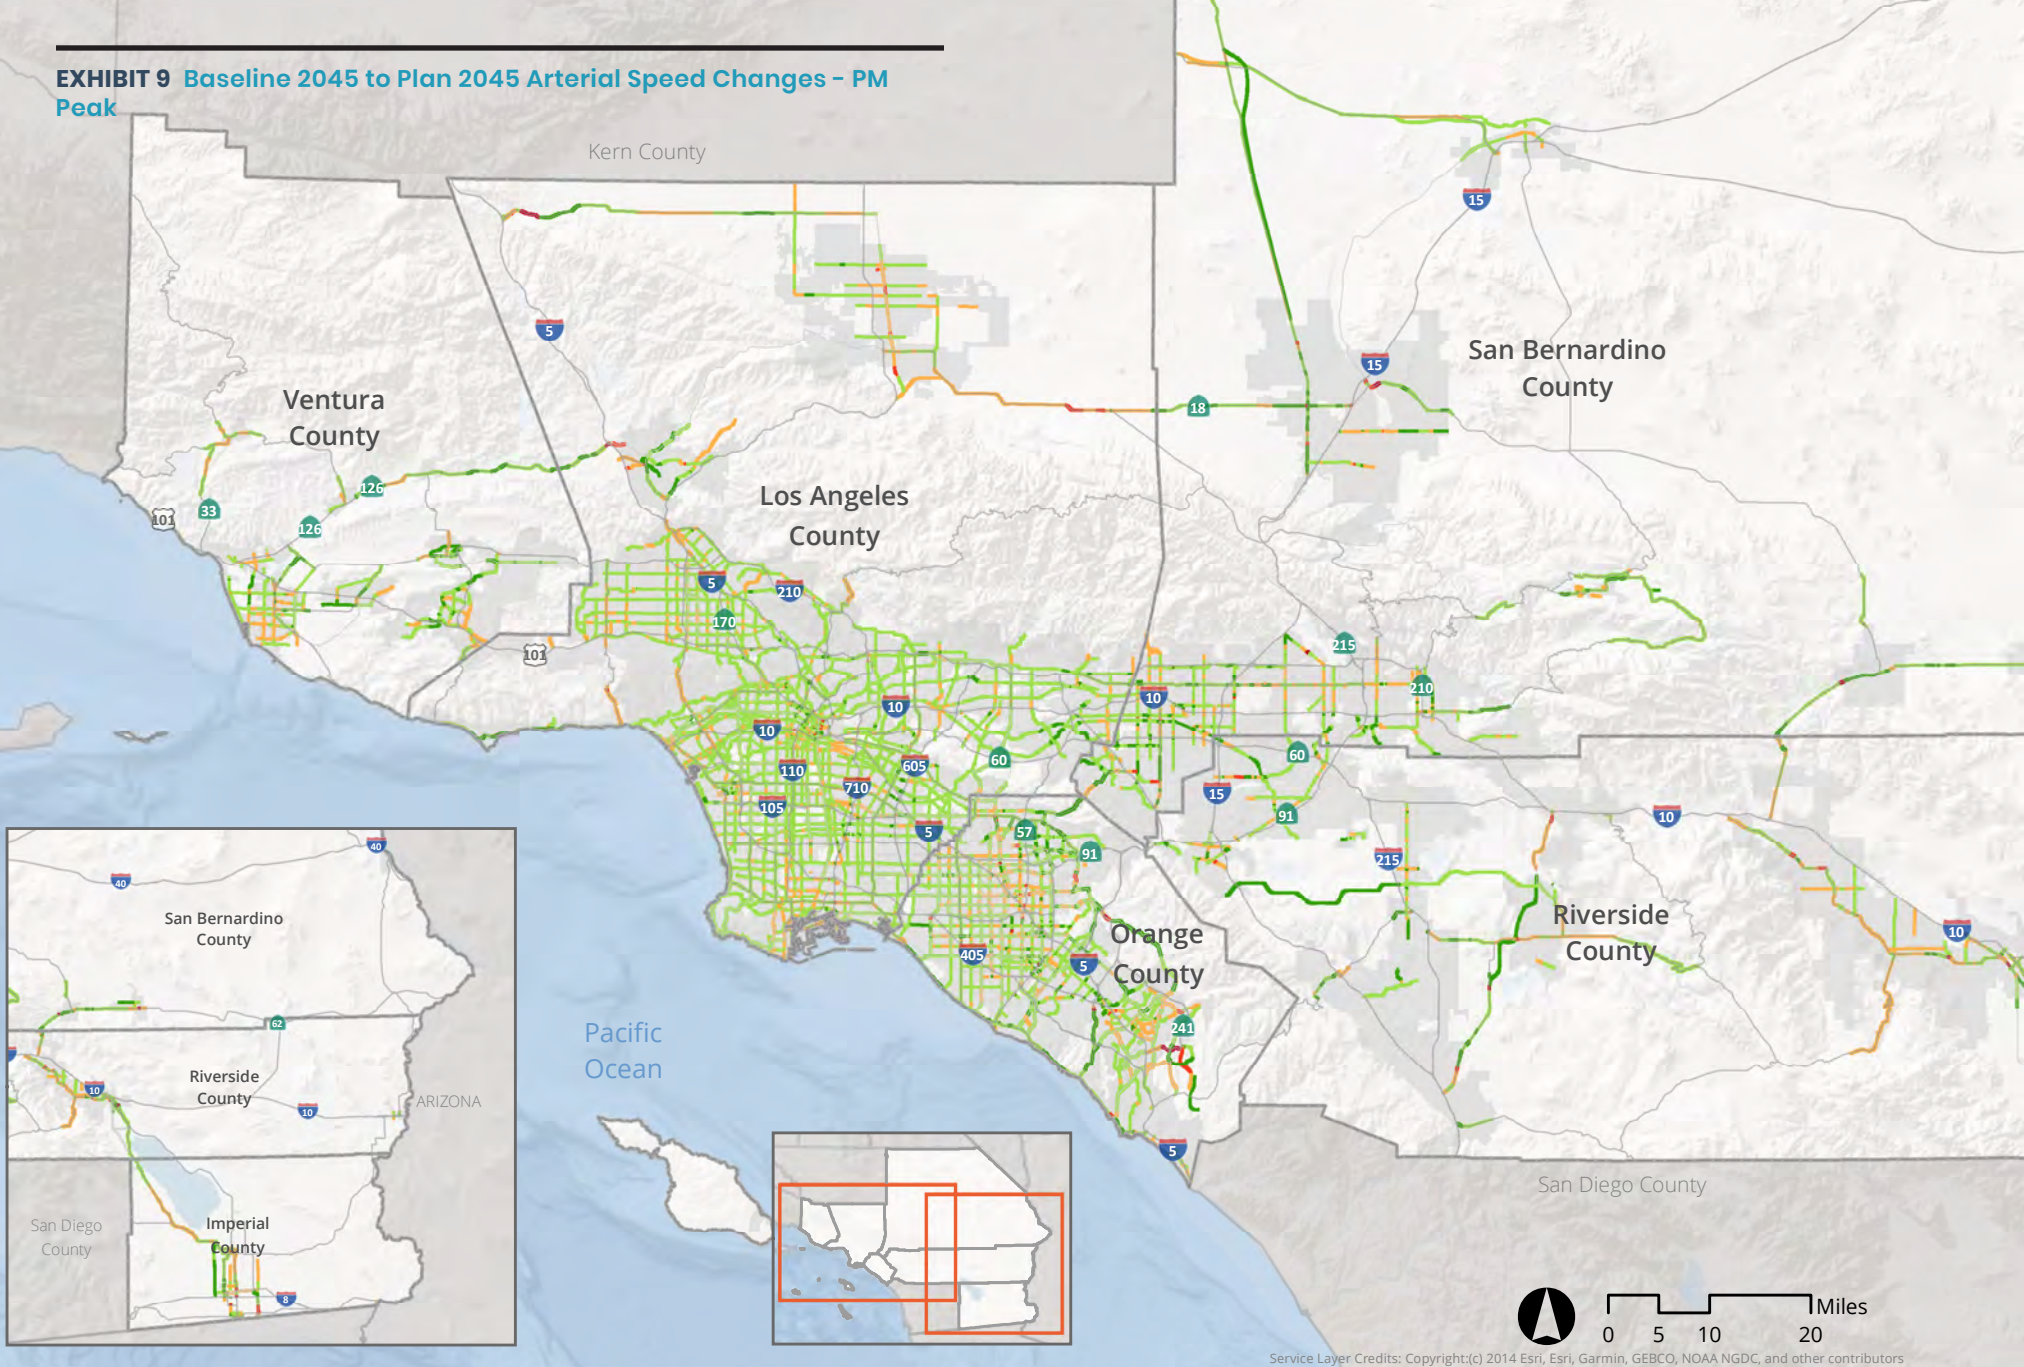 EXHIBIT 9 Baseline 2045 to Plan 2045 Arterial Speed Changes - PM
Peak
Kern County
15
5
15
San Bernardino
County
Ventura
County
18
126
Los Angeles
County
33
101
126
5
210
170
215
101
210
10
10
10
60
60
110
605
710
15
105
91
10
5
57
91
215
Orange
County
Riverside
County
10
405
5
241
5
Pacific
Ocean
San Diego County
40
40
San Bernardino
County
62
Riverside
County
10
10
ARIZONA
San Diego
County
Imperial
County
8
Miles
0 5 10 20
Service Layer Credits: Copyright:(c) 2014 Esri, Esri, Garmin, GEBCO, NOAA NGDC, and other contributors